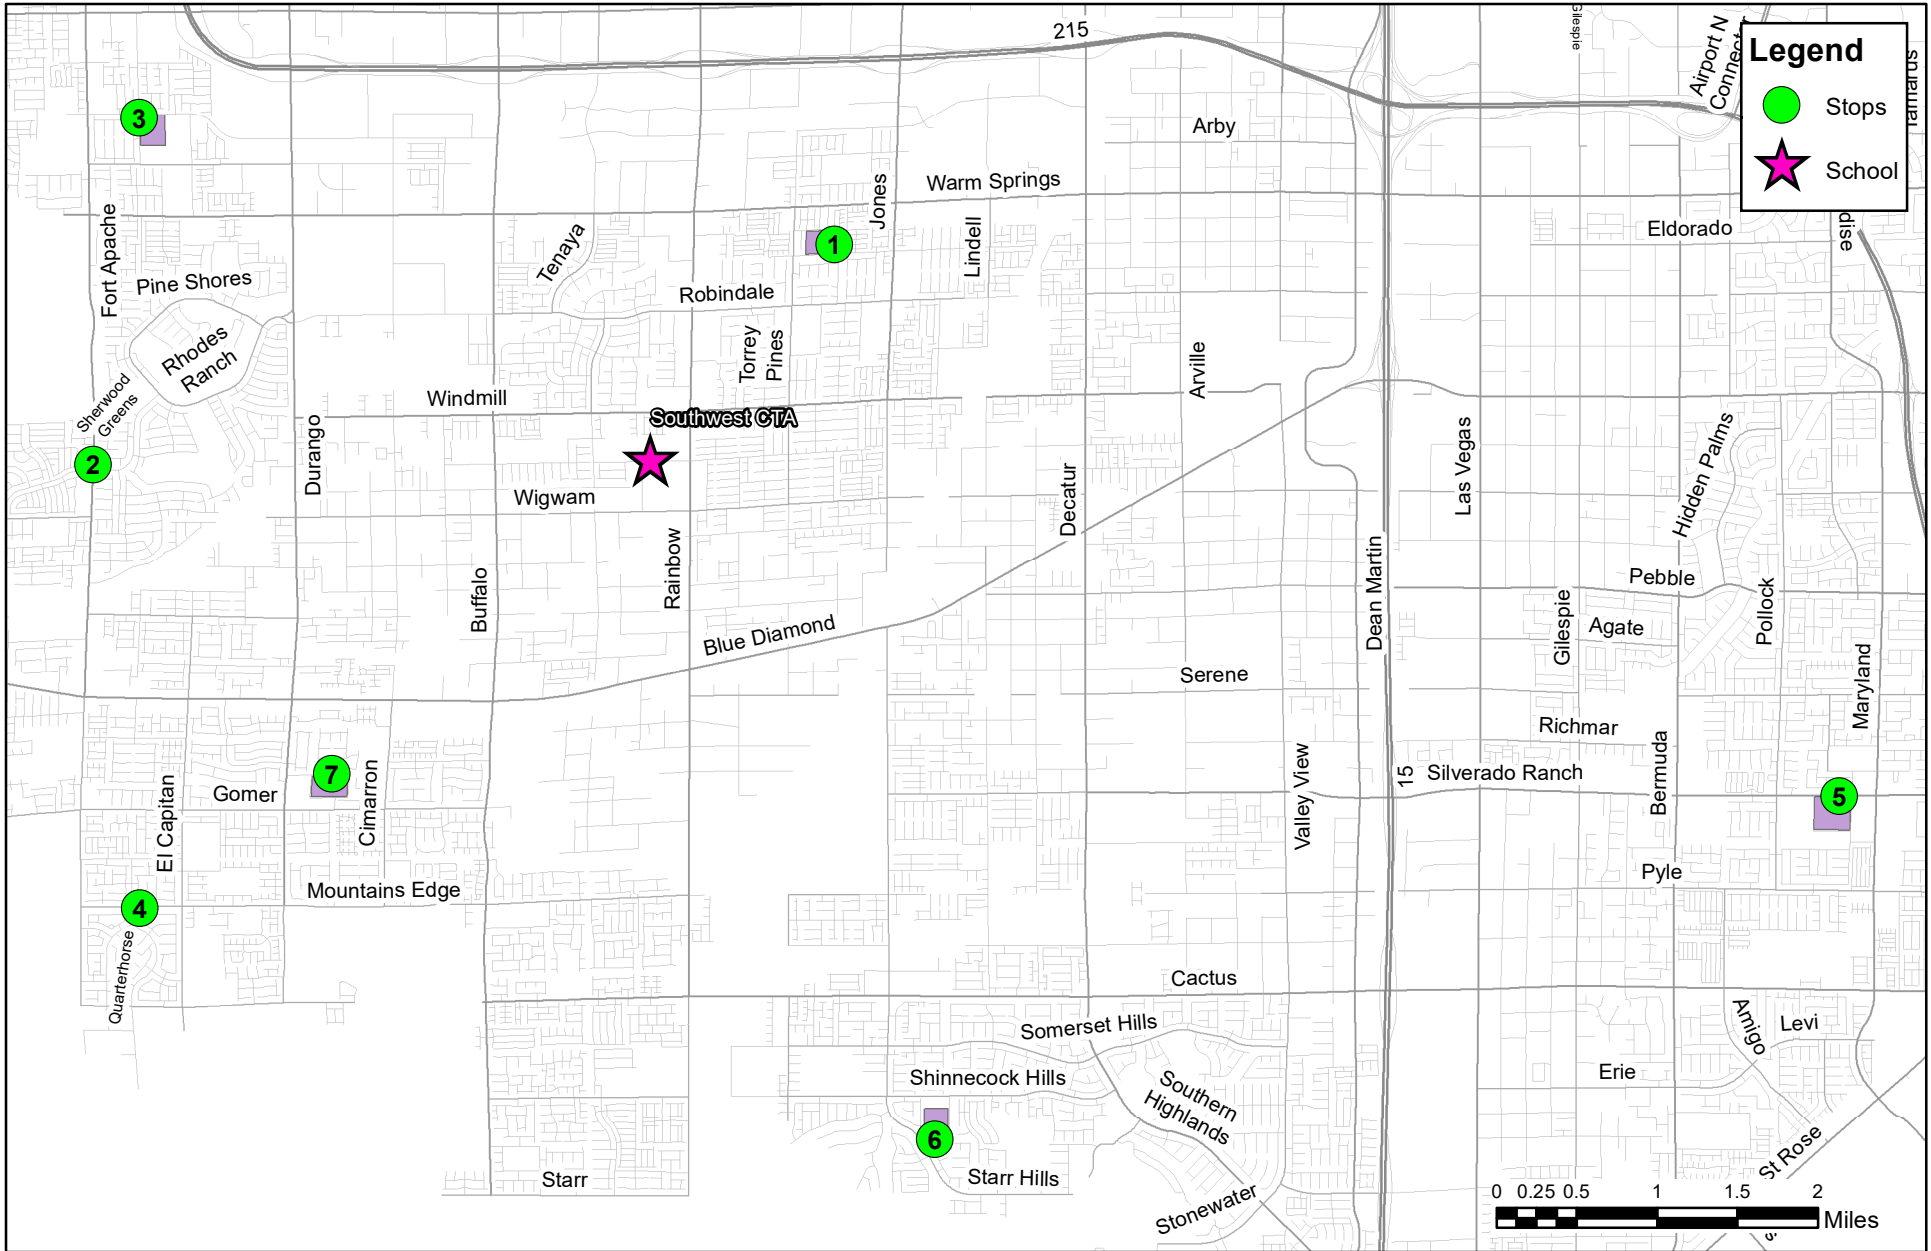 215
Gilespie
Airport N
Connector
Legend
Stops
School
Tamarus
3
Arby
Warm Springs
Jones
Fort Apache
Tenaya
1
Lindell
Eldorado
Pine Shores
Robindale
Rhodes
Ranch
Torrey
Pines
Arville
Sherwood
Greens
Windmill
Southwest CTA
Durango
2
Wigwam
Decatur
Las Vegas
Hidden Palms
Buffalo
Rainbow
Dean Martin
Pebble
Gilespie
Agate
Pollock
Blue Diamond
Serene
Maryland
Richmar
7
Gomer
El Capitan
Cimarron
Valley View
15
Silverado Ranch
Bermuda
5
Pyle
Mountains Edge
4
Quarterhorse
Cactus
Somerset Hills
Amigo
Levi
Shinnecock Hills
Erie
Southern
Highlands
6
Starr
Starr Hills
Stonewater
St Rose
0 0.25 0.5 1 1.5 2
Miles